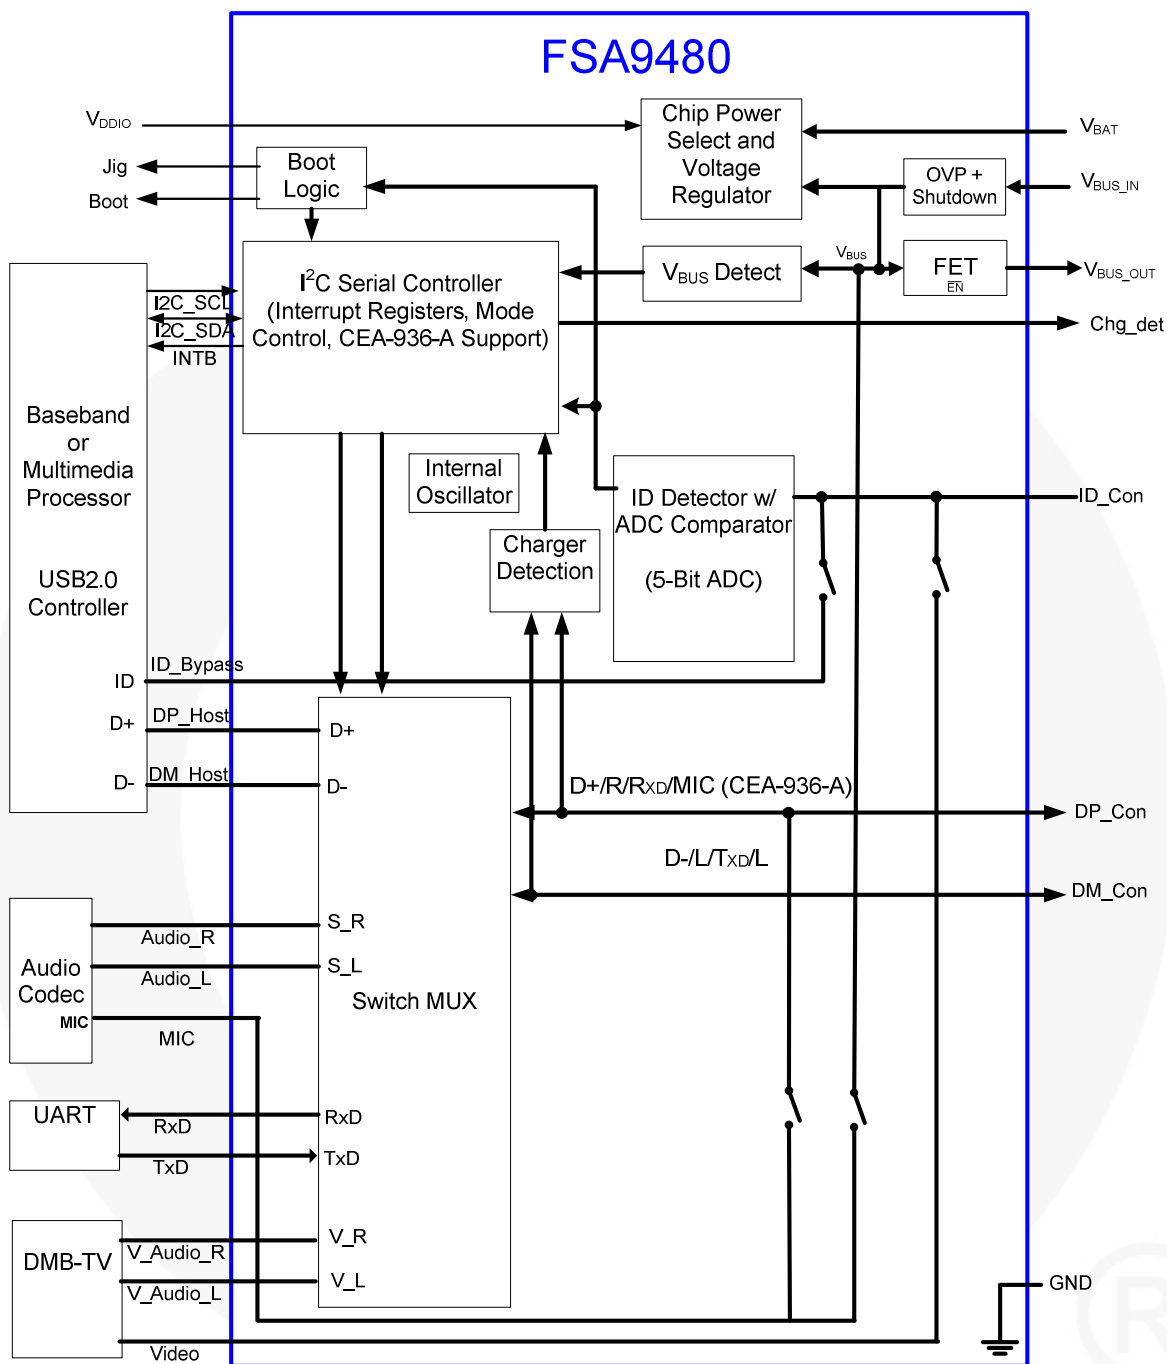 FSA9480
VDDIO
Jig
Boot
Boot
Logic
Chip Power
Select and
Voltage
Regulator
VBAT
OVP +
Shutdown
VBUS_IN
I2C Serial Controller
(Interrupt Registers, Mode
Control, CEA-936-A Support)
VBUS Detect
VBUS
FET
EN
VBUS_OUT
Chg_det
I2C_SCL
I2C_SDA
INTB
Baseband
or
Multimedia
Processor
USB2.0
Controller
ID
D+
D-
Internal
Oscillator
Charger
Detection
ID Detector w/
ADC Comparator
(5-Bit ADC)
ID_Con
ID_Bypass
DP_Host
DM_Host
D+
D-
D+/R/RXD/MIC (CEA-936-A)
DP_Con
D-/L/TXD/L
DM_Con
Audio
Codec
MIC
Audio_R
Audio_L
MIC
S_R
S_L
Switch MUX
UART
RxD
TxD
RxD
TxD
DMB-TV
V_Audio_R
V_Audio_L
Video
V_R
V_L
GND
®